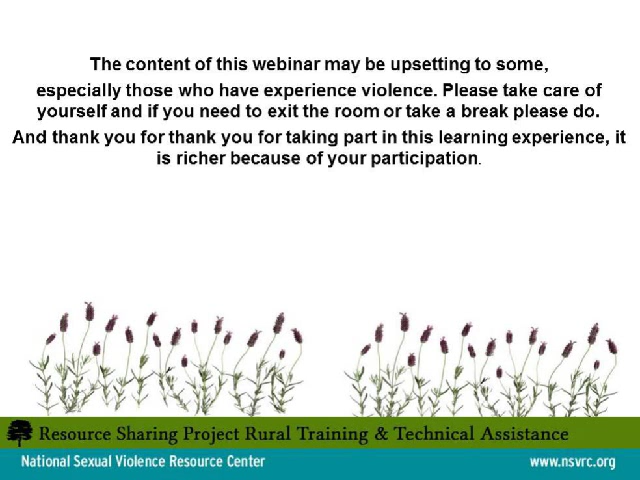 The content of this webinar may be upsetting to some,
especially those who have experience violence. Please take care of
yourself and if you need to exit the room or take a break please do.
And thank you for thank you for taking part in this learning experience, it
is richer because of your participation.
Resource Sharing Project Rural Training & Technical Assistance
National Sexual Violence Resource Center www.nsvrc.org